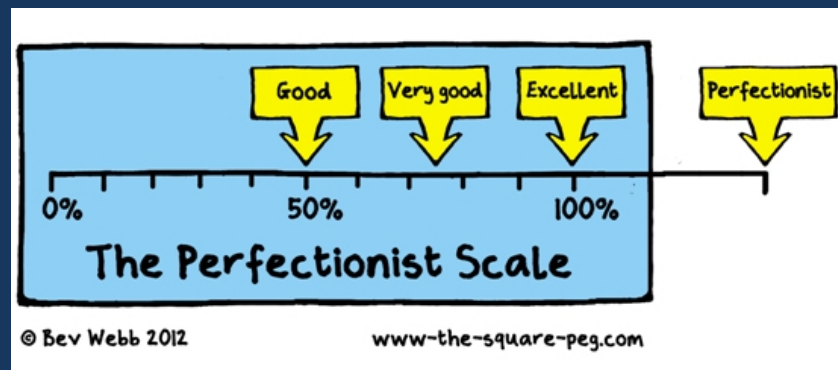 Good
Very good
Excellent
Perfectionist
0%
50%
100%
The Perfectionist Scale
© Bev Webb 2012
www-the-square-peg.com